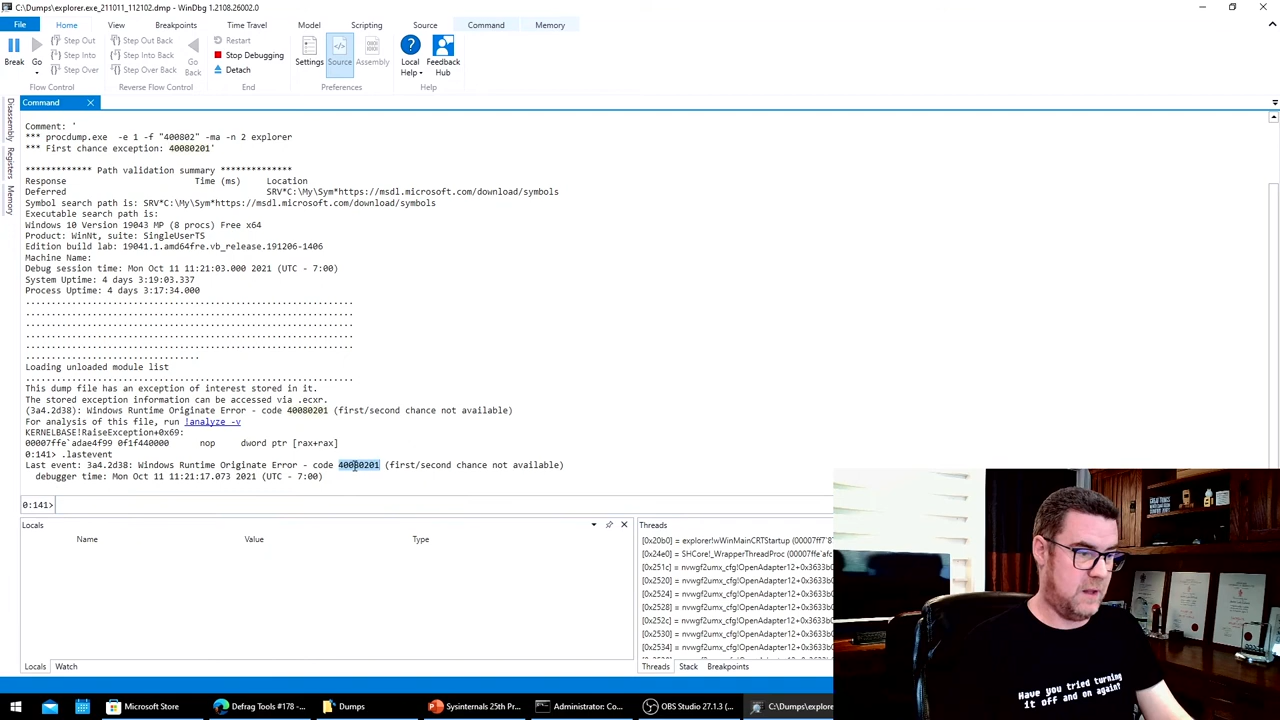 C:\Dumps\explorer.exe_211011_112102.dmp - WinDbg 1.2108.26002.0
File Home View Breakpoints Time Travel Model Scripting Source Command Memory
Break
Go
Step Out
Step Into
Step Over
Flow Control
Step Out Back
Step Into Back
Step Over Back
Go Back
Reverse Flow Control
Restart
Stop Debugging
Detach
End
Settings
Source
Assembly
Preferences
Local Help
Feedback Hub
Help
Disassembly
Registers
Memory
Command
Comment: '
*** procdump.exe -e 1 -f "400802" -ma -n 2 explorer
*** First chance exception: 40080201'
************* Path validation summary **************
Response Time (ms) Location
Deferred SRV*C:\My\Sym*https://msdl.microsoft.com/download/symbols
Symbol search path is: SRV*C:\My\Sym*https://msdl.microsoft.com/download/symbols
Executable search path is:
Windows 10 Version 19043 MP (8 procs) Free x64
Product: WinNt, suite: SingleUserTS
Edition build lab: 19041.1.amd64fre.vb_release.191206-1406
Machine Name:
Debug session time: Mon Oct 11 11:21:03.000 2021 (UTC - 7:00)
System Uptime: 4 days 3:19:03.337
Process Uptime: 4 days 3:17:34.000
................................................................
................................................................
................................................................
................................................................
................................................................
..................................
Loading unloaded module list
................................................................
This dump file has an exception of interest stored in it.
The stored exception information can be accessed via .ecxr.
(3a4.2d38): Windows Runtime Originate Error - code 40080201 (first/second chance not available)
For analysis of this file, run !analyze -v
KERNELBASE!RaiseException+0x69:
00007ffe`adae4f99 0f1f440000 nop dword ptr [rax+rax]
0:141> .lastevent
Last event: 3a4.2d38: Windows Runtime Originate Error - code 40080201 (first/second chance not available)
debugger time: Mon Oct 11 11:21:17.073 2021 (UTC - 7:00)
0:141>
Locals
Name Value Type
Locals Watch
Threads
[0x20b0] = explorer!wWinMainCRTStartup (00007ff7`8
[0x24e0] = SHCore!_WrapperThreadProc (00007ffe`afc
[0x251c] = nvwgf2umx_cfg!OpenAdapter12+0x3633b0
[0x2520] = nvwgf2umx_cfg!OpenAdapter12+0x3633b0
[0x2524] = nvwgf2umx_cfg!OpenAdapter12+0x3633b0
[0x2528] = nvwgf2umx_cfg!OpenAdapter12+0x3633b0
[0x252c] = nvwgf2umx_cfg!OpenAdapter12+0x3633b0
[0x2530] = nvwgf2umx_cfg!OpenAdapter12+0x3633b0
[0x2534] = nvwgf2umx_cfg!OpenAdapter12+0x3633b0
Threads Stack Breakpoints
Have you tried turning
it off and on again?
Microsoft Store
Defrag Tools #178 - ...
Dumps
Sysinternals 25th Pr...
Administrator: Co...
OBS Studio 27.1.3 (...
C:\Dumps\explore